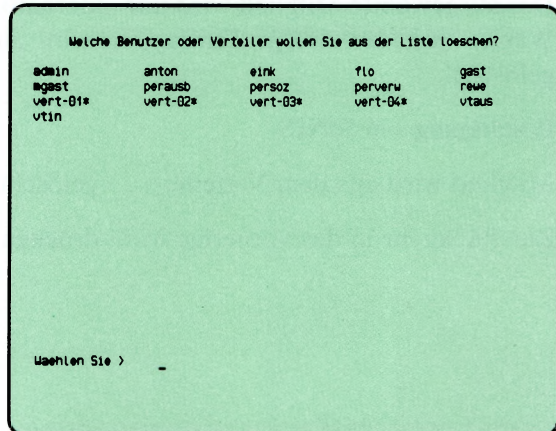 Welche Benutzer oder Verteiler wollen Sie aus der Liste loeschen?
admin anton eink flo gast
mgast perausb persoz perverw rewe
vert-01* vert-02* vert-03* vert-04* vtaus
vtin
Waehlen Sie > _